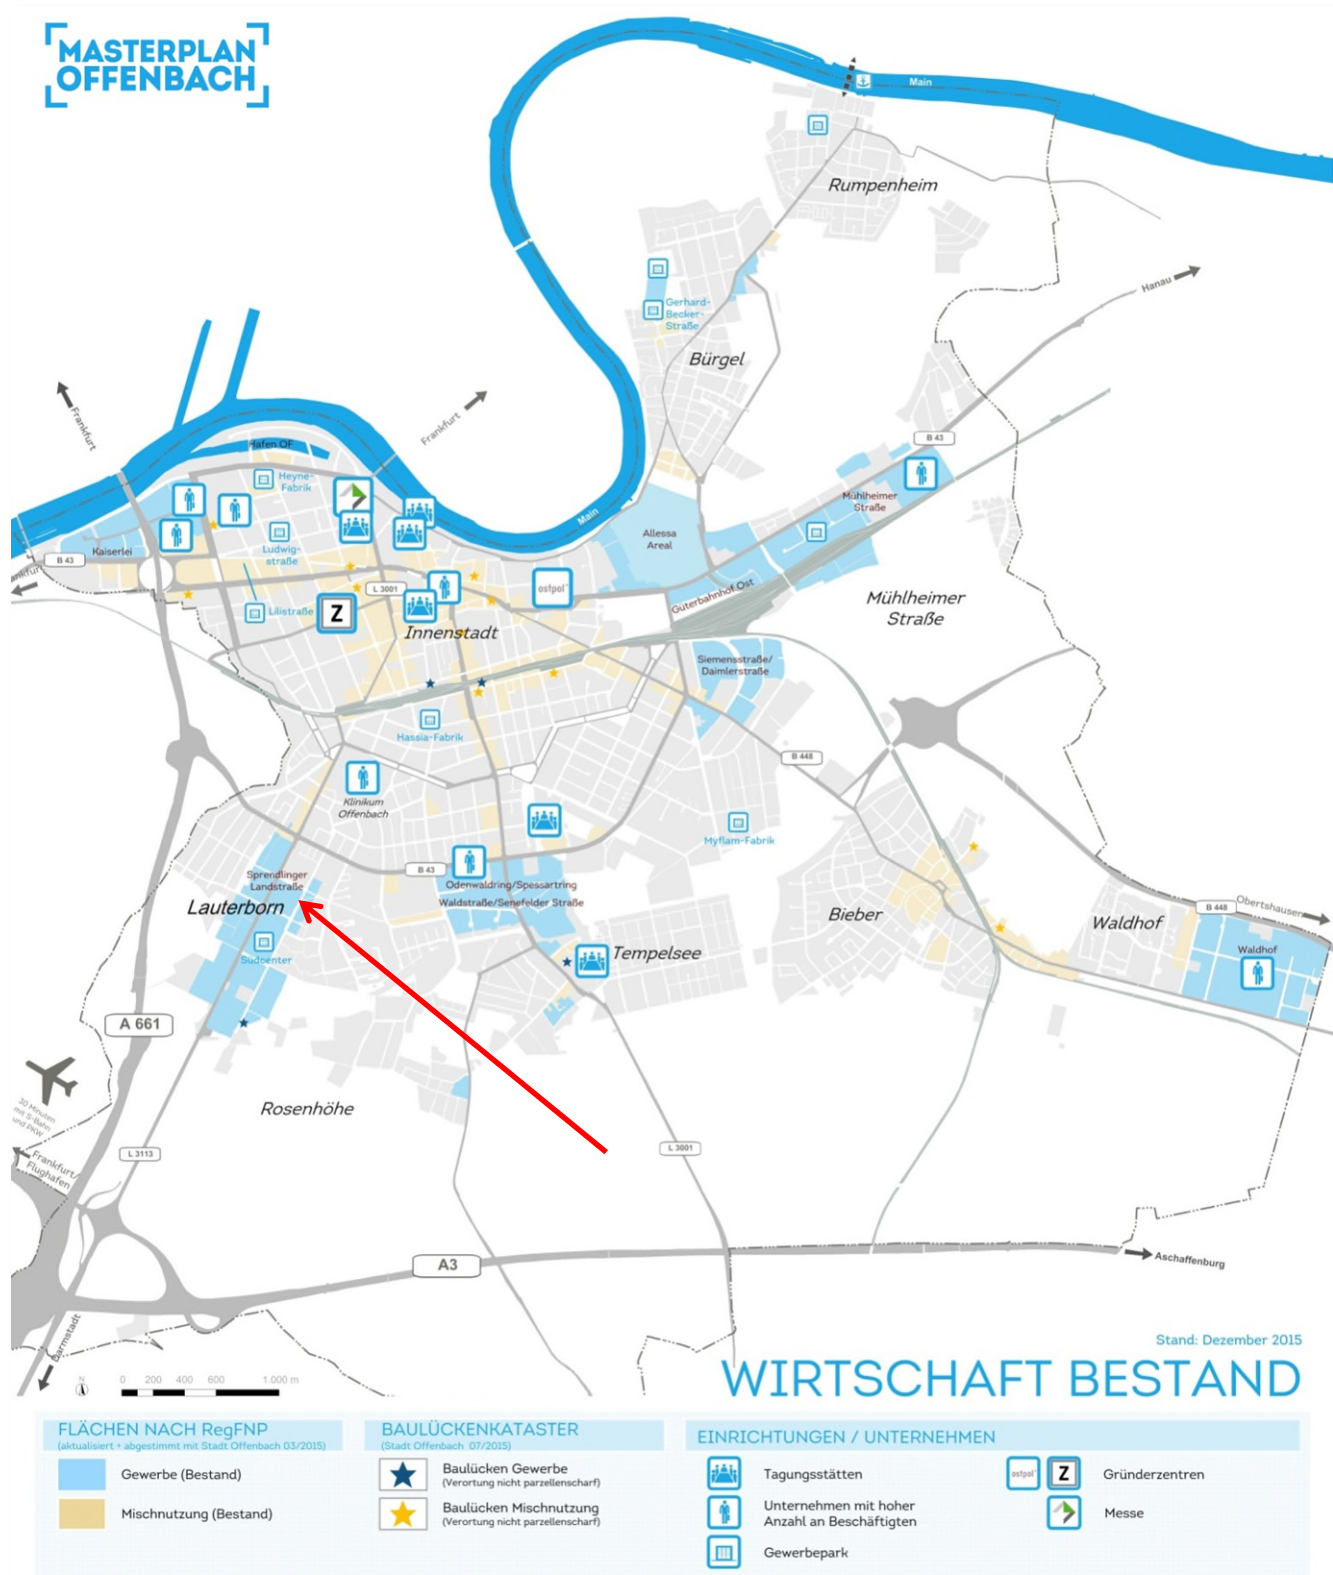 MASTERPLAN
OFFENBACH
Main
Rumpenheim
Hanau
Gerhard-
Becker-
Straße
Bürgel
Frankfurt
Frankfurt
B 43
Hafen OF
Heyne-
Fabrik
Mühlheimer
Straße
Main
Allessa
Areal
Kaiserlei
Ludwig-
straße
B 43
L 3001
ostpol
Güterbahnhof Ost
Lilistraße
Z
Innenstadt
Mühlheimer
Straße
Siemensstraße/
Daimlerstraße
Hassia-Fabrik
B 448
Klinikum
Offenbach
Myflam-Fabrik
B 43
Sprendlinger
Landstraße
Odenwaldring/Spessartring
Waldstraße/Senefelder Straße
Lauterborn
Bieber
Waldhof
B 448
Obertshausen
Waldhof
Südcenter
Tempelsee
A 661
30 Minuten
mit S-Bahn
und PKW
Rosenhöhe
L 3113
L 3001
Frankfurt/
Flughafen
A3
Aschaffenburg
Darmstadt
N
0 200 400 600 1.000 m
Stand: Dezember 2015
WIRTSCHAFT BESTAND
FLÄCHEN NACH RegFNP
(aktualisiert + abgestimmt mit Stadt Offenbach 03/2015)
Gewerbe (Bestand)
Mischnutzung (Bestand)
BAULÜCKENKATASTER
(Stadt Offenbach 07/2015)
Baulücken Gewerbe
(Verortung nicht parzellenscharf)
Baulücken Mischnutzung
(Verortung nicht parzellenscharf)
EINRICHTUNGEN / UNTERNEHMEN
Tagungsstätten
Unternehmen mit hoher
Anzahl an Beschäftigten
Gewerbepark
ostpol
Z
Gründerzentren
Messe